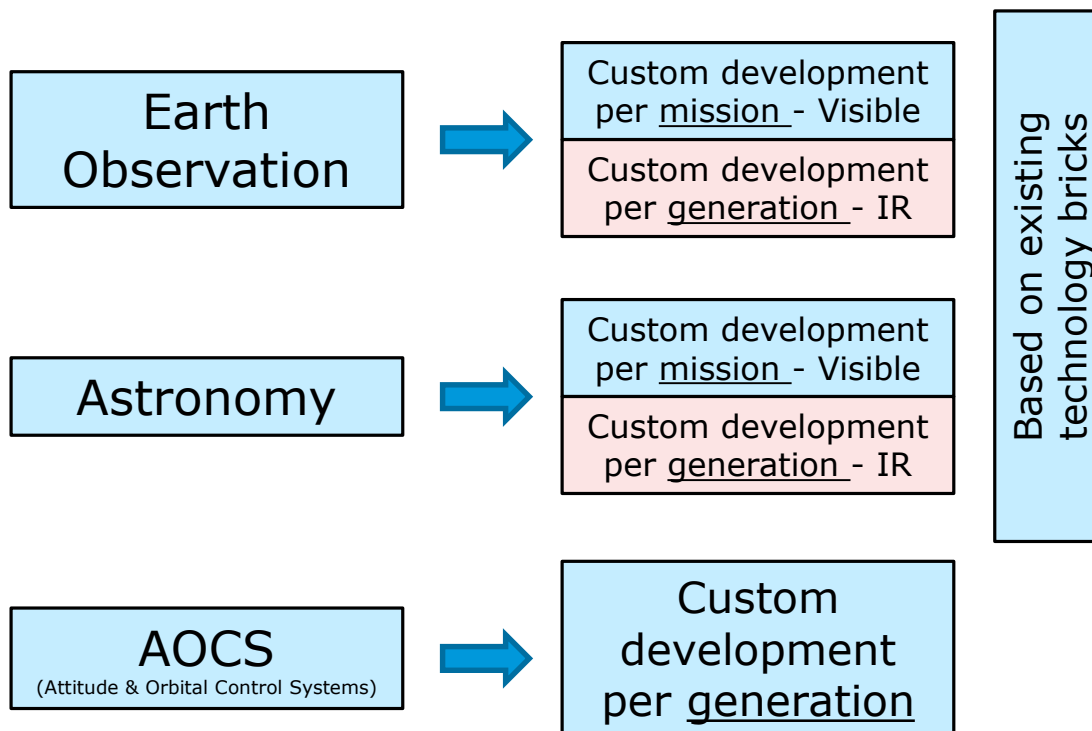 Earth
Observation
Custom development
per mission - Visible
Custom development
per generation - IR
Astronomy
Custom development
per mission - Visible
Custom development
per generation - IR
AOCS
(Attitude & Orbital Control Systems)
Custom
development
per generation
Based on existing
technology bricks